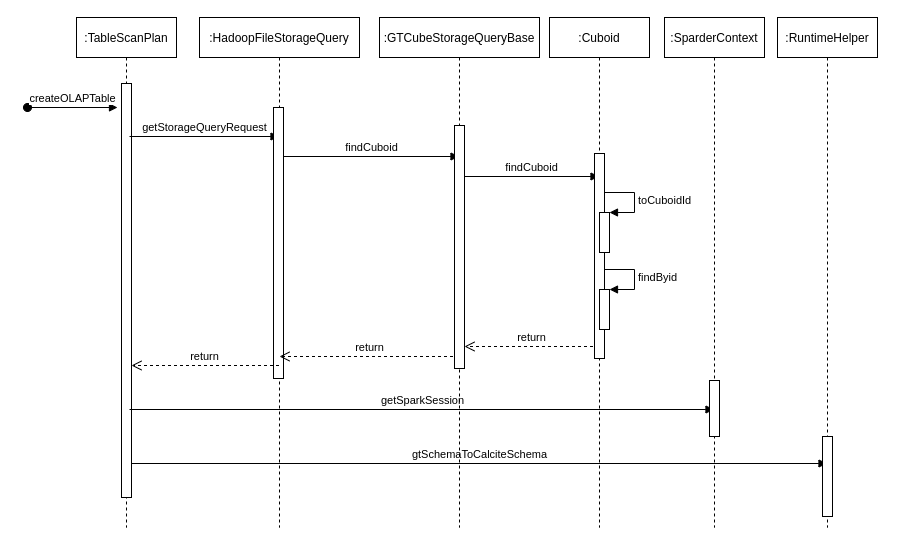 :TableScanPlan
:HadoopFileStorageQuery
:GTCubeStorageQueryBase
:Cuboid
:SparderContext
:RuntimeHelper
createOLAPTable
getStorageQueryRequest
findCuboid
findCuboid
toCuboidId
findByid
return
return
return
getSparkSession
gtSchemaToCalciteSchema